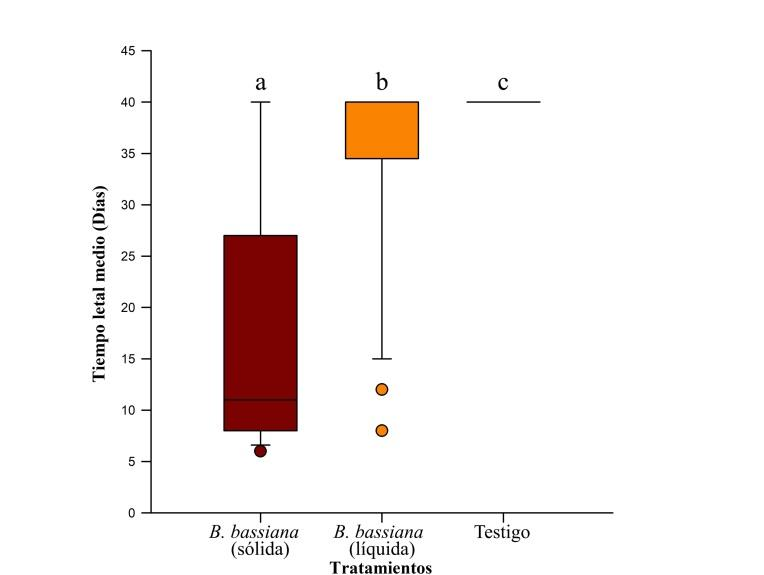 45
40
35
30
25
20
15
10
5
0
Tiempo letal medio (Días)
a b c
B. bassiana
(sólida)
B. bassiana
(líquida)
Testigo
Tratamientos